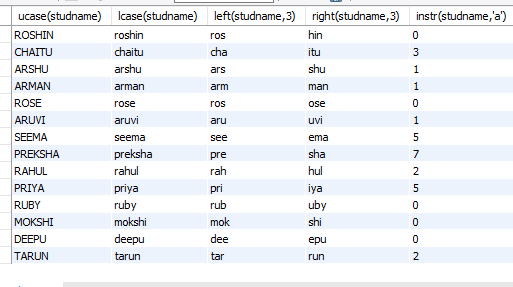 ucase(studname) lcase(studname) left(studname,3) right(studname,3) instr(studname,'a')
ROSHIN roshin ros hin 0
CHAITU chaitu cha itu 3
ARSHU arshu ars shu 1
ARMAN arman arm man 1
ROSE rose ros ose 0
ARUVI aruvi aru uvi 1
SEEMA seema see ema 5
PREKSHA preksha pre sha 7
RAHUL rahul rah hul 2
PRIYA priya pri iya 5
RUBY ruby rub uby 0
MOKSHI mokshi mok shi 0
DEEPU deepu dee epu 0
TARUN tarun tar run 2